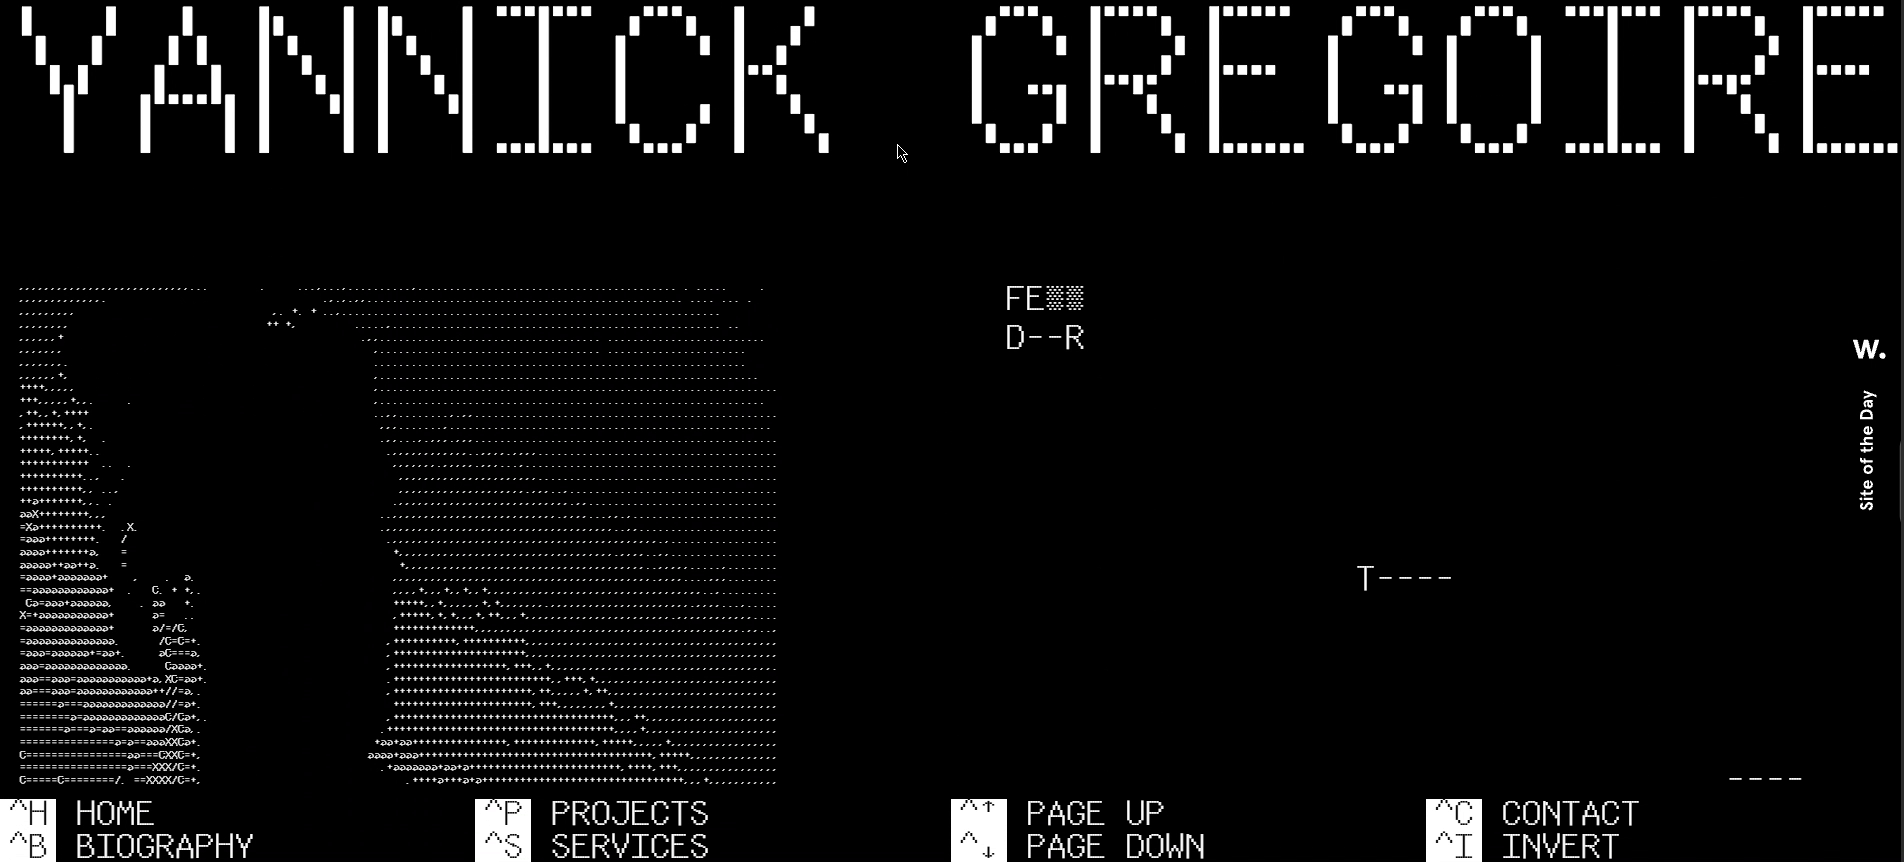 YANNICK GREGOIRE
FE▒▒
D--R
T----
----
W.
Site of the Day
^H HOME ^P PROJECTS ^↑ PAGE UP ^C CONTACT
^B BIOGRAPHY ^S SERVICES ^↓ PAGE DOWN ^I INVERT